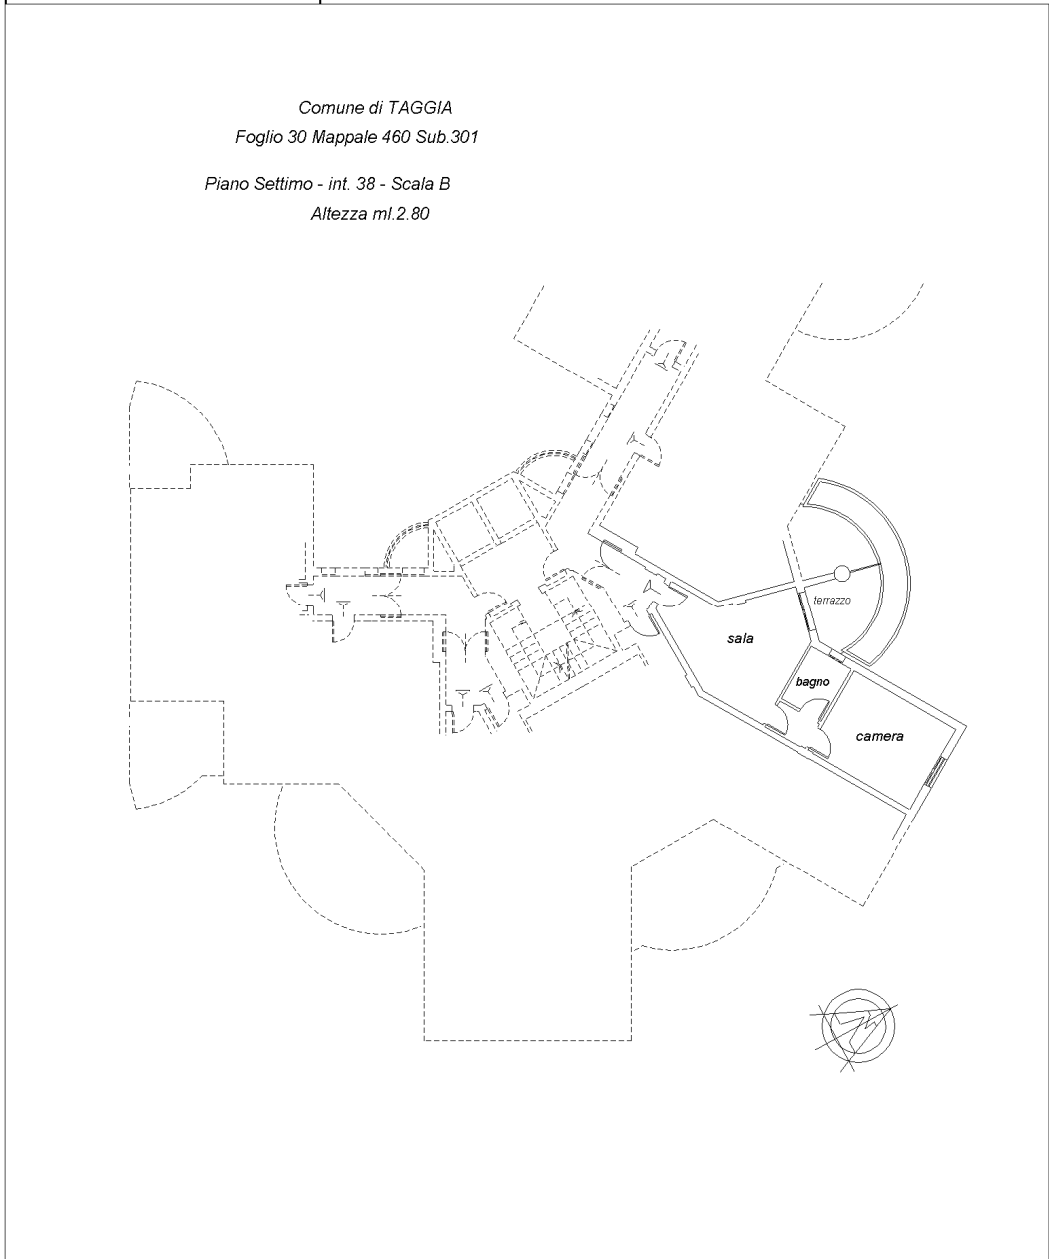 Comune di TAGGIA
Foglio 30 Mappale 460 Sub.301
Piano Settimo - int. 38 - Scala B
Altezza ml.2.80
terrazzo
sala
bagno
camera